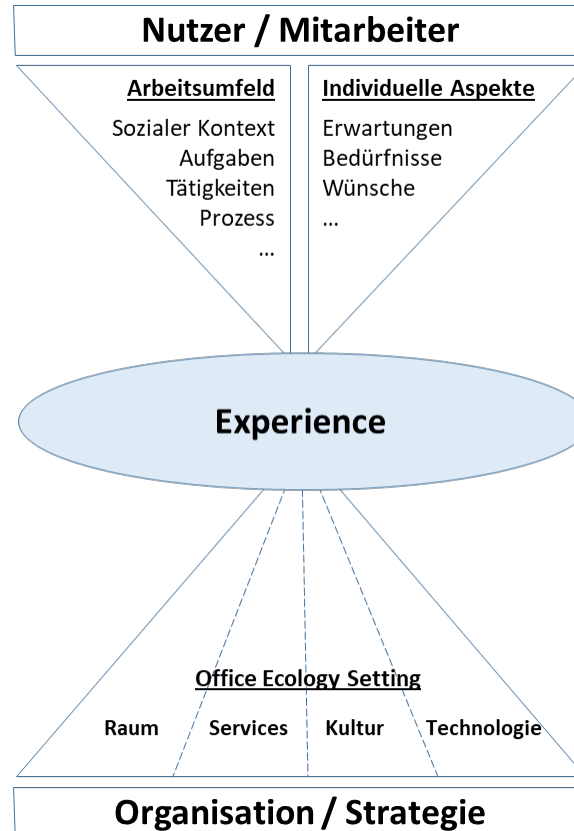 Nutzer / Mitarbeiter
Arbeitsumfeld
Sozialer Kontext
Aufgaben
Tätigkeiten
Prozess
...
Individuelle Aspekte
Erwartungen
Bedürfnisse
Wünsche
...
Experience
Office Ecology Setting
Raum
Services
Kultur
Technologie
Organisation / Strategie